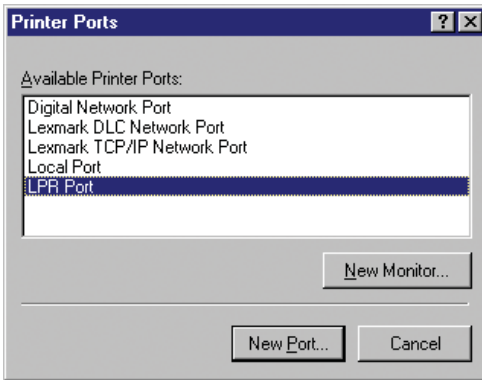 Printer Ports
Available Printer Ports:
Digital Network Port
Lexmark DLC Network Port
Lexmark TCP/IP Network Port
Local Port
LPR Port
New Monitor...
New Port...
Cancel